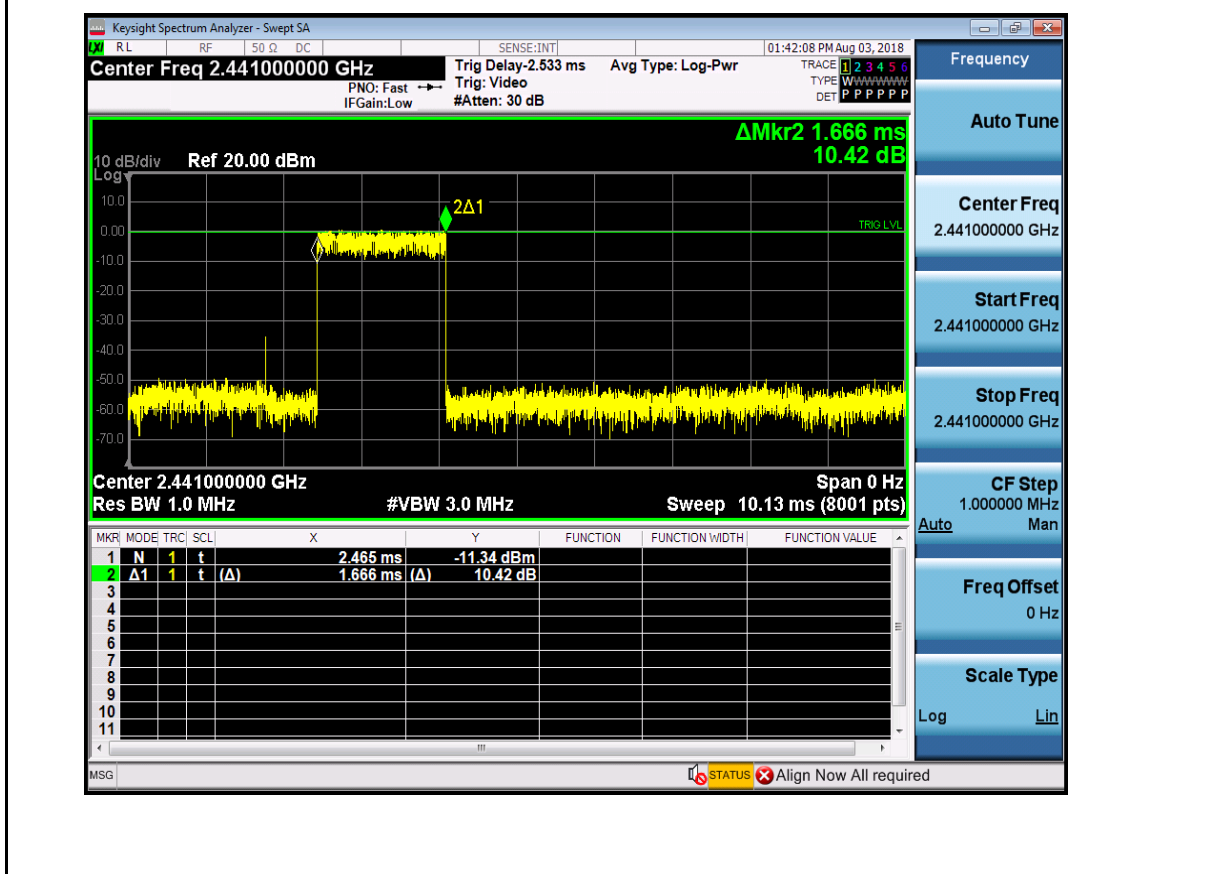 Keysight Spectrum Analyzer - Swept SA
LXI RL RF 50 Ω DC SENSE:INT 01:42:08 PM Aug 03, 2018
Center Freq 2.441000000 GHz
PNO: Fast
IFGain:Low
Trig Delay-2.533 ms
Trig: Video
#Atten: 30 dB
Avg Type: Log-Pwr
TRACE 1 2 3 4 5 6
TYPE WWWWWW
DET P P P P P P
ΔMkr2 1.666 ms
10.42 dB
10 dB/div Ref 20.00 dBm
Log
10.0
2Δ1
0.00
TRIG LVL
-10.0
-20.0
-30.0
-40.0
-50.0
-60.0
-70.0
Center 2.441000000 GHz Span 0 Hz
Res BW 1.0 MHz #VBW 3.0 MHz Sweep 10.13 ms (8001 pts)
MKR MODE TRC SCL X Y FUNCTION FUNCTION WIDTH FUNCTION VALUE
1 N 1 t 2.465 ms -11.34 dBm
2 Δ1 1 t (Δ) 1.666 ms (Δ) 10.42 dB
3
4
5
6
7
8
9
10
11
MSG STATUS Align Now All required
Frequency
Auto Tune
Center Freq
2.441000000 GHz
Start Freq
2.441000000 GHz
Stop Freq
2.441000000 GHz
CF Step
1.000000 MHz
Auto Man
Freq Offset
0 Hz
Scale Type
Log Lin